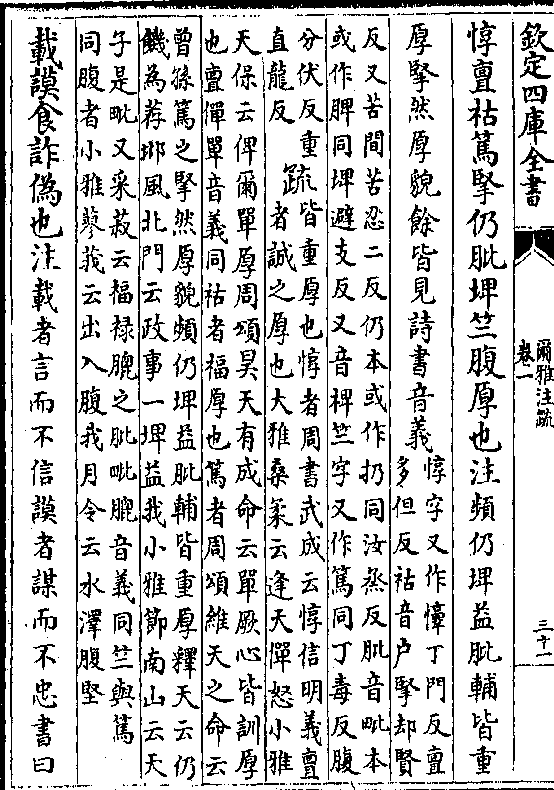 欽定四庫全書
爾雅注疏
卷一
三十一
惇亶祜篤掔仍肶埤竺腹厚也注頻仍埤益肶輔皆重
厚掔然厚貌餘皆見詩書音義
惇字又作憞丁門反亶
多但反祜音户掔却賢
反又苦間苦忍二反仍本或作扔同汝烝反肶音毗本
或作脾同埤避支反又音裨竺字又作篤同丁毒反腹
分伏反重
直龍反
疏
皆重厚也惇者周書武成云惇信明義亶
者誠之厚也大雅桑柔云逢天僤怒小雅
天保云俾爾單厚周頌昊天有成命云單厥心皆訓厚
也亶僤單音義同祜者福厚也篤者周頌維天之命云
曾孫篤之掔然厚貌頻仍埤益肶輔皆重厚釋天云仍
饑為荐邶風北門云政事一埤益我小雅節南山云天
子是毗又采菽云福禄膍之肶毗膍音義同竺與篤
同腹者小雅蓼莪云出入腹我月令云水澤腹堅
載謨食詐偽也注載者言而不信謨者謀而不忠書曰